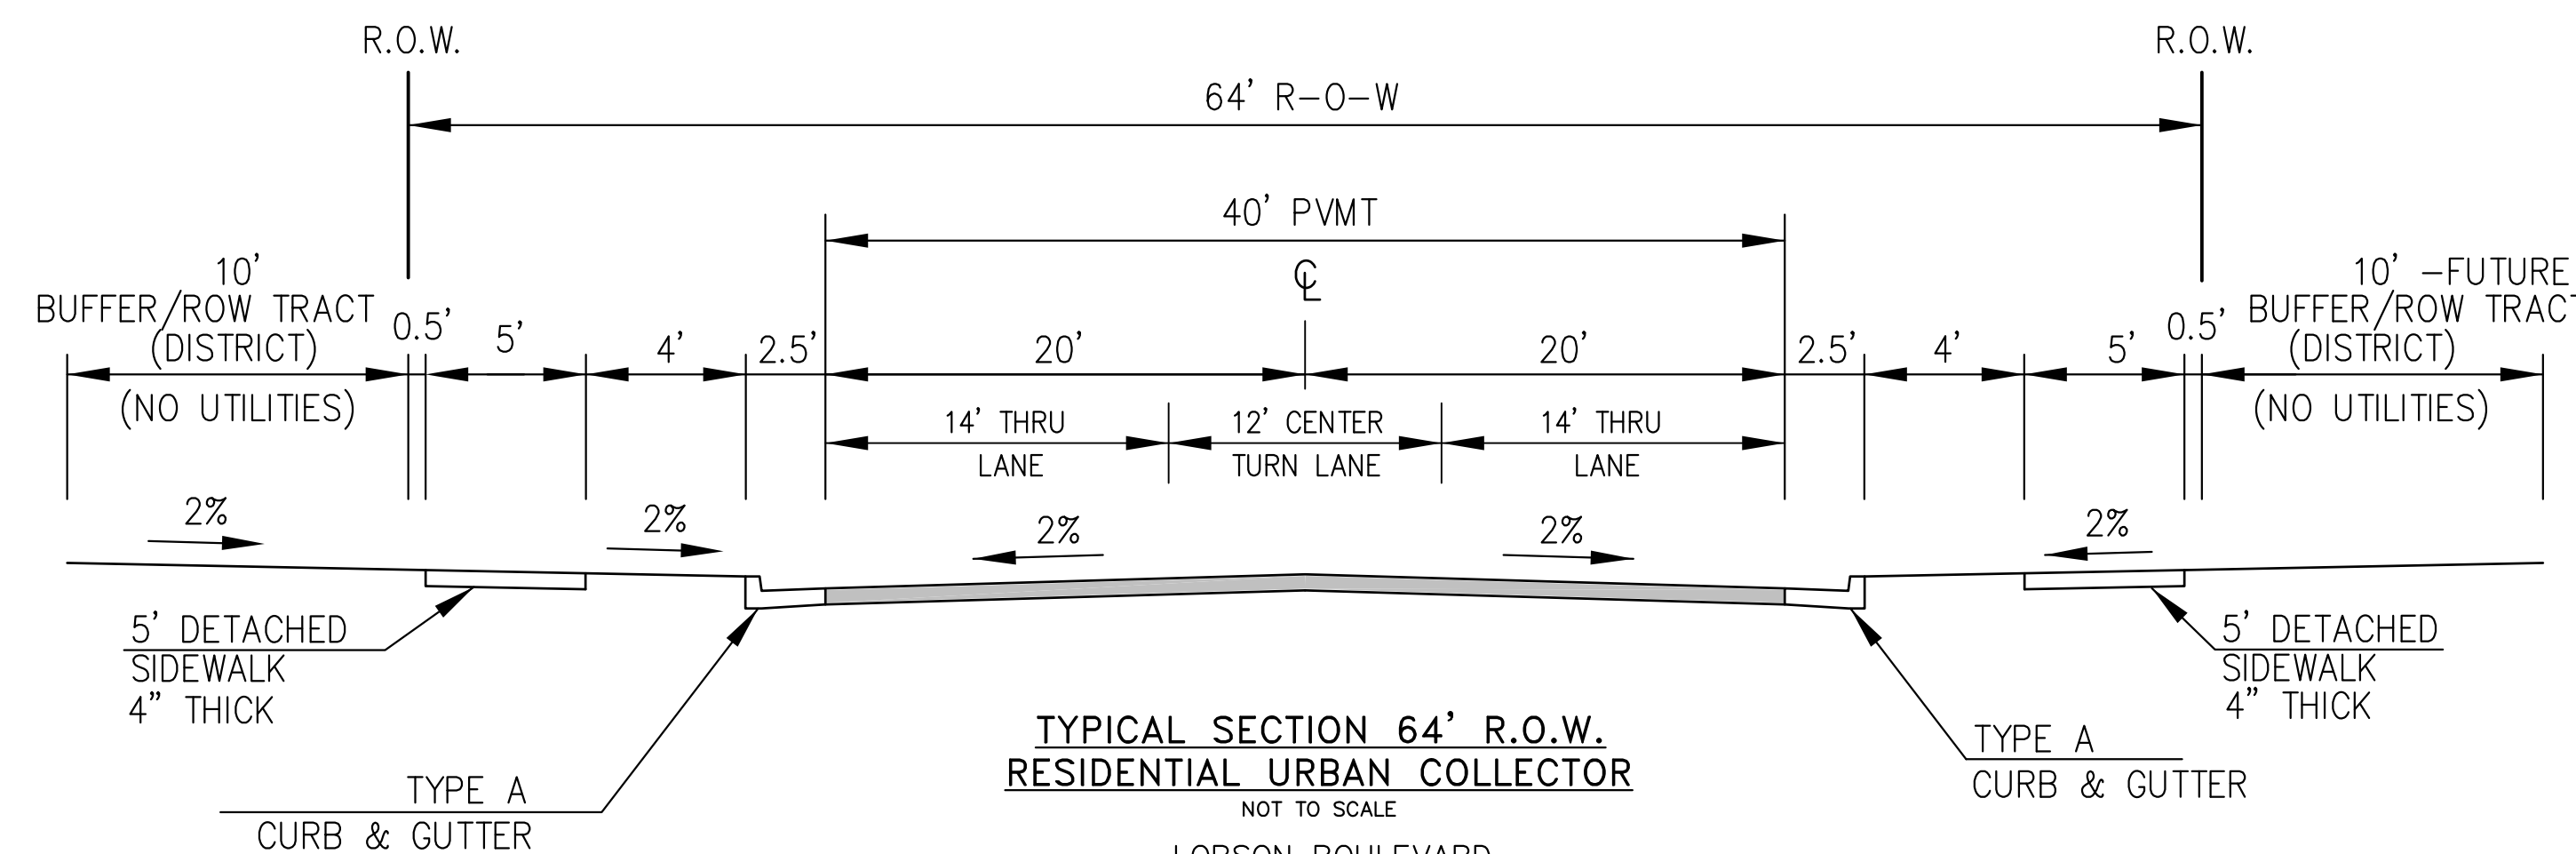 R.O.W.
R.O.W.
64' R-O-W
40' PVMT
℄
10'
BUFFER/ROW TRACT
(DISTRICT)
(NO UTILITIES)
0.5'
5'
4'
2.5'
20'
20'
2.5'
4'
5'
0.5'
10' -FUTURE
BUFFER/ROW TRACT
(DISTRICT)
(NO UTILITIES)
14' THRU
LANE
12' CENTER
TURN LANE
14' THRU
LANE
2%
2%
2%
2%
2%
5' DETACHED
SIDEWALK
4" THICK
TYPE A
CURB & GUTTER
5' DETACHED
SIDEWALK
4" THICK
TYPE A
CURB & GUTTER
TYPICAL SECTION 64' R.O.W.
RESIDENTIAL URBAN COLLECTOR
NOT TO SCALE
LORSON BOULEVARD